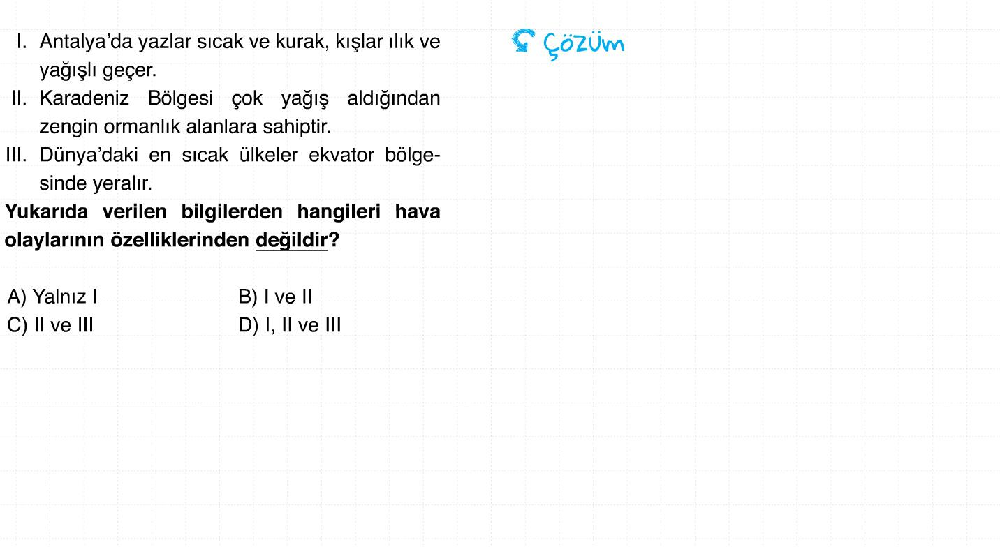 I. Antalya’da yazlar sıcak ve kurak, kışlar ılık ve
yağışlı geçer.
II. Karadeniz Bölgesi çok yağış aldığından
zengin ormanlık alanlara sahiptir.
III. Dünya’daki en sıcak ülkeler ekvator bölge-
sinde yeralır.
Yukarıda verilen bilgilerden hangileri hava
olaylarının özelliklerinden değildir?
A) Yalnız I B) I ve II
C) II ve III D) I, II ve III
Çözüm